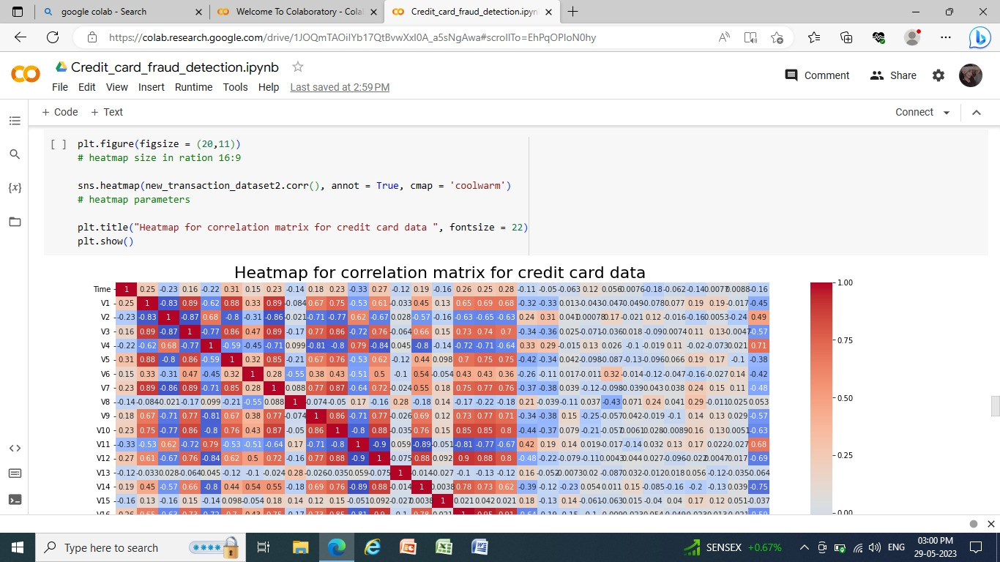 google colab - Search
Welcome To Colaboratory - Cola
Credit_card_fraud_detection.ipyn
https://colab.research.google.com/drive/1JOQmTAOiIYb17QtBvwXxl0A_a5sNgAwa#scrollTo=EhPqOPIoN0hy
Credit_card_fraud_detection.ipynb
File Edit View Insert Runtime Tools Help Last saved at 2:59 PM
Comment Share
+ Code + Text
Connect
[ ] plt.figure(figsize = (20,11))
# heatmap size in ration 16:9
sns.heatmap(new_transaction_dataset2.corr(), annot = True, cmap = 'coolwarm')
# heatmap parameters
plt.title("Heatmap for correlation matrix for credit card data ", fontsize = 22)
plt.show()
Heatmap for correlation matrix for credit card data
Time 1 0.25 -0.23 0.16 -0.22 0.31 0.15 0.23 -0.14 0.18 0.23 -0.33 0.27 -0.12 0.19 -0.16 0.26 0.25 0.28 -0.11 -0.05 -0.063 0.12 0.056 0.0076 -0.18 -0.062 -0.14 0.0077 0.0088 -0.16
V1 0.25 1 -0.83 0.89 -0.62 0.88 0.33 0.89 -0.084 0.67 0.75 -0.53 0.61 -0.033 0.45 0.13 0.65 0.69 0.68 -0.32 -0.33 0.013 -0.043 -0.047 -0.049 -0.078 0.077 0.19 0.19 -0.017 -0.45
V2 -0.23 -0.83 1 -0.87 0.68 -0.8 -0.31 -0.86 -0.021 -0.71 -0.77 0.62 -0.67 0.028 -0.57 -0.16 -0.63 -0.65 -0.63 0.24 0.31 0.041 0.00078 0.17 -0.021 0.12 -0.016 -0.16 0.0053 -0.24 0.49
V3 0.16 0.89 -0.87 1 -0.77 0.86 0.47 0.89 -0.17 0.77 0.86 -0.72 0.76 -0.064 0.66 0.15 0.73 0.74 0.7 -0.34 -0.36 0.025 -0.071 -0.036 0.018 -0.09 0.0074 0.11 0.13 -0.0047 -0.57
V4 -0.22 -0.62 0.68 -0.77 1 -0.59 -0.45 -0.71 0.099 -0.81 -0.8 0.79 -0.84 0.045 -0.8 -0.14 -0.72 -0.71 -0.64 0.33 0.29 -0.015 0.13 0.026 -0.1 -0.019 0.11 -0.02 -0.073 0.021 0.71
V5 0.31 0.88 -0.8 0.86 -0.59 1 0.32 0.85 -0.21 0.67 0.76 -0.53 0.62 -0.12 0.44 0.098 0.7 0.75 0.75 -0.42 -0.34 0.042 -0.098 -0.087 -0.13 -0.096 0.066 0.19 0.17 -0.1 -0.38
V6 0.15 0.33 -0.31 0.47 -0.45 0.32 1 0.28 -0.55 0.38 0.43 -0.51 0.5 -0.1 0.54 -0.054 0.43 0.43 0.36 -0.26 -0.11 0.017 -0.011 0.32 -0.014 -0.12 -0.047 -0.16 -0.027 0.14 -0.42
V7 0.23 0.89 -0.86 0.89 -0.71 0.85 0.28 1 0.088 0.77 0.87 -0.64 0.72 -0.024 0.55 0.18 0.75 0.77 0.76 -0.37 -0.38 0.039 -0.12 -0.098 0.039 0.043 0.038 0.24 0.15 0.11 -0.48
V8 -0.14 -0.084 0.021 -0.17 0.099 -0.21 -0.55 0.088 1 -0.074 -0.05 0.17 -0.16 0.28 -0.18 0.14 -0.17 -0.22 -0.18 0.21 -0.039 -0.11 0.037 -0.43 0.071 0.24 0.041 0.29 -0.011 0.025 0.053
V9 0.18 0.67 -0.71 0.77 -0.81 0.67 0.38 0.77 -0.074 1 0.86 -0.71 0.77 -0.026 0.69 0.12 0.73 0.77 0.71 -0.34 -0.38 0.15 -0.25 -0.057 0.042 -0.019 -0.1 0.14 0.13 0.029 -0.57
V10 0.23 0.75 -0.77 0.86 -0.8 0.76 0.43 0.87 -0.05 0.86 1 -0.8 0.88 -0.035 0.76 0.15 0.85 0.85 0.8 -0.44 -0.37 0.079 -0.21 -0.057 0.13 -0.63
V11 -0.33 -0.53 0.62 -0.72 0.79 -0.53 -0.51 -0.64 0.17 -0.71 -0.8 1 -0.9 0.059 -0.89 -0.051 -0.81 -0.77 -0.67 0.42 0.19 0.14 0.019 -0.017 -0.14 0.032 0.13 0.17 0.022 -0.027 0.68
V12 0.27 0.61 -0.67 0.76 -0.84 0.62 0.5 0.72 -0.16 0.77 0.88 -0.9 1 -0.075 0.88 0.092 0.9 0.88 0.8 -0.48 -0.22 -0.079 -0.11 0.0043 0.044 0.027 -0.096 -0.69
V13 -0.12 -0.033 0.028 -0.064 0.045 -0.12 -0.1 -0.024 0.28 -0.026 -0.035 0.059 -0.075 1 -0.014 -0.027 -0.1 -0.13 -0.12 0.16 0.018 0.056 -0.12 -0.035 -0.064
V14 0.19 0.45 -0.57 0.66 -0.8 0.44 0.54 0.55 -0.18 0.69 0.76 -0.89 0.88 -0.014 1 0.0038 0.78 0.73 0.62 -0.39 -0.12 -0.23 0.054 0.011 0.15 -0.085 -0.16 -0.2 -0.13 0.039 -0.75
V15 -0.16 0.13 -0.16 0.15 -0.14 0.098 -0.054 0.18 0.14 0.12 0.15 -0.051 0.092 -0.027 0.0038 1 0.021 0.042 0.021 0.18 -0.13 0.14 -0.061 -0.063 0.015 -0.04 0.04 0.17 0.12 0.051 -0.037
1.00
0.75
0.50
0.25
0.00
Type here to search
SENSEX +0.67%
ENG
03:00 PM
29-05-2023